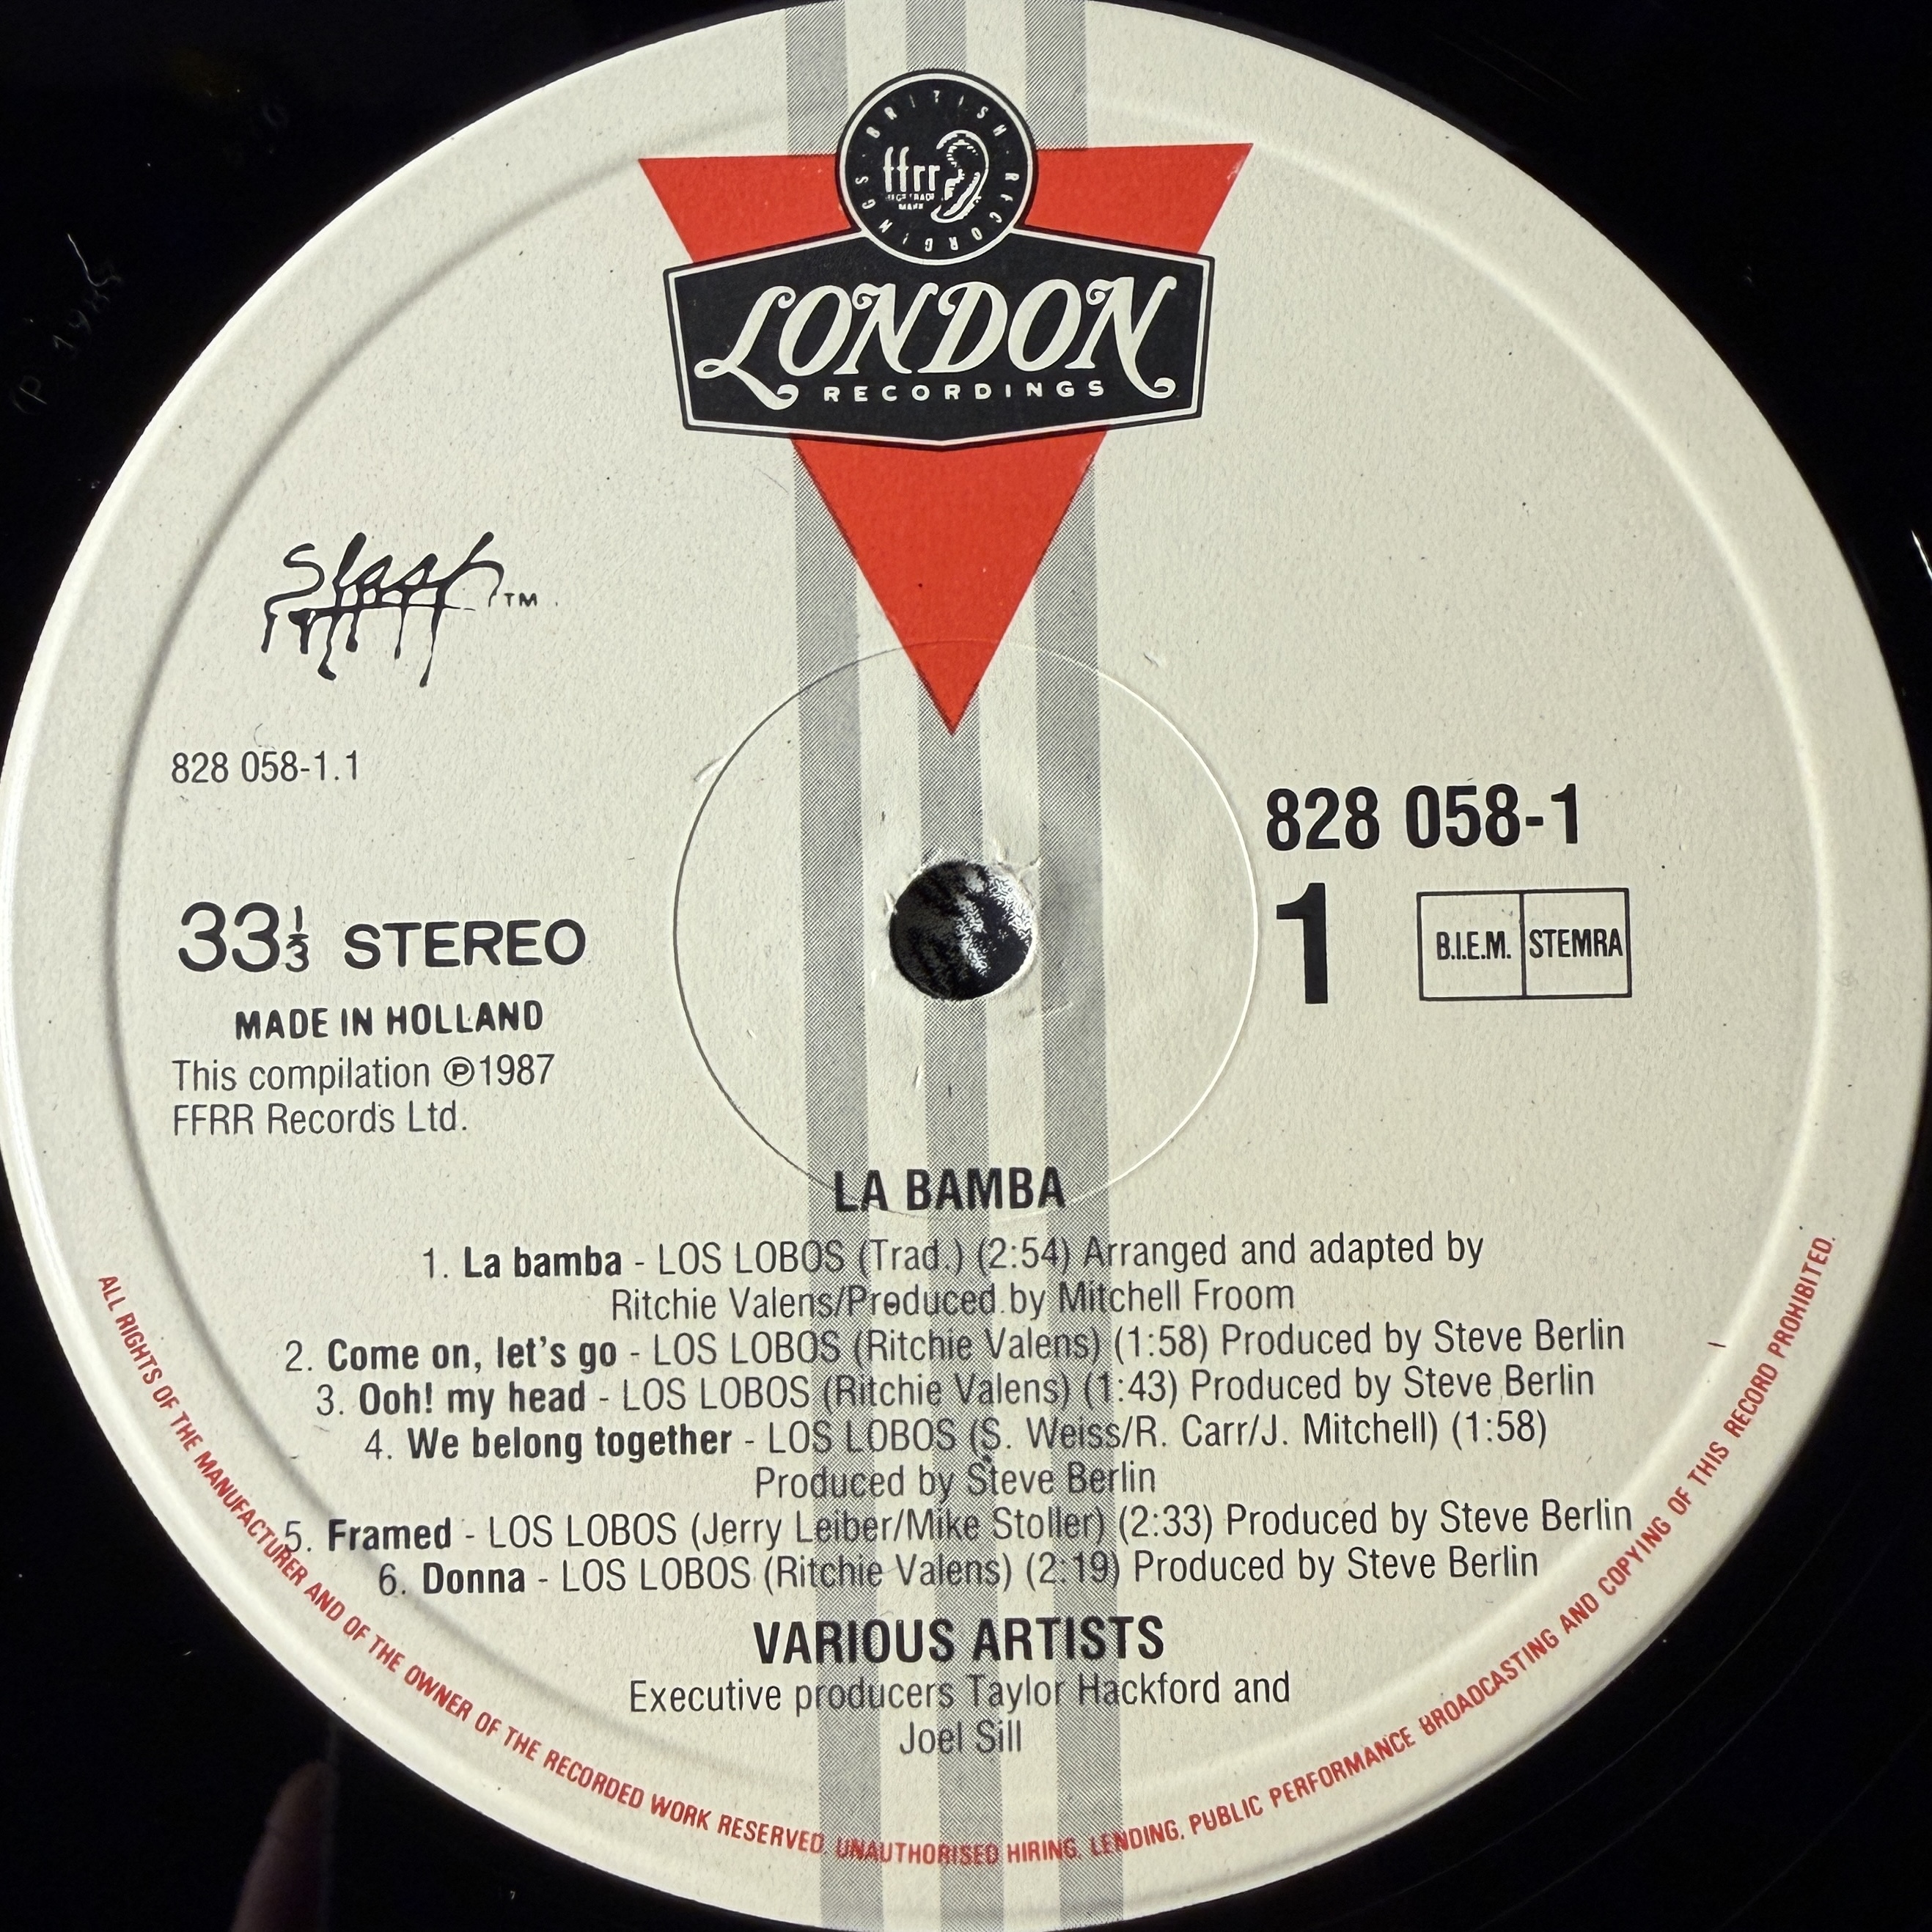 BRITISH RECORDINGS
ffrr
LONDON
RECORDINGS
Slash TM
828 058-1.1
828 058-1
33⅓ STEREO
1
B.I.E.M. STEMRA
MADE IN HOLLAND
This compilation ℗1987
FFRR Records Ltd.
LA BAMBA
1. La bamba - LOS LOBOS (Trad.) (2:54) Arranged and adapted by
Ritchie Valens/Produced by Mitchell Froom
2. Come on, let's go - LOS LOBOS (Ritchie Valens) (1:58) Produced by Steve Berlin
3. Ooh! my head - LOS LOBOS (Ritchie Valens) (1:43) Produced by Steve Berlin
4. We belong together - LOS LOBOS (S. Weiss/R. Carr/J. Mitchell) (1:58)
Produced by Steve Berlin
5. Framed - LOS LOBOS (Jerry Leiber/Mike Stoller) (2:33) Produced by Steve Berlin
6. Donna - LOS LOBOS (Ritchie Valens) (2:19) Produced by Steve Berlin
VARIOUS ARTISTS
Executive producers Taylor Hackford and
Joel Sill
ALL RIGHTS OF THE MANUFACTURER AND OF THE OWNER OF THE RECORDED WORK RESERVED. UNAUTHORISED HIRING, LENDING, PUBLIC PERFORMANCE BROADCASTING AND COPYING OF THIS RECORD PROHIBITED.